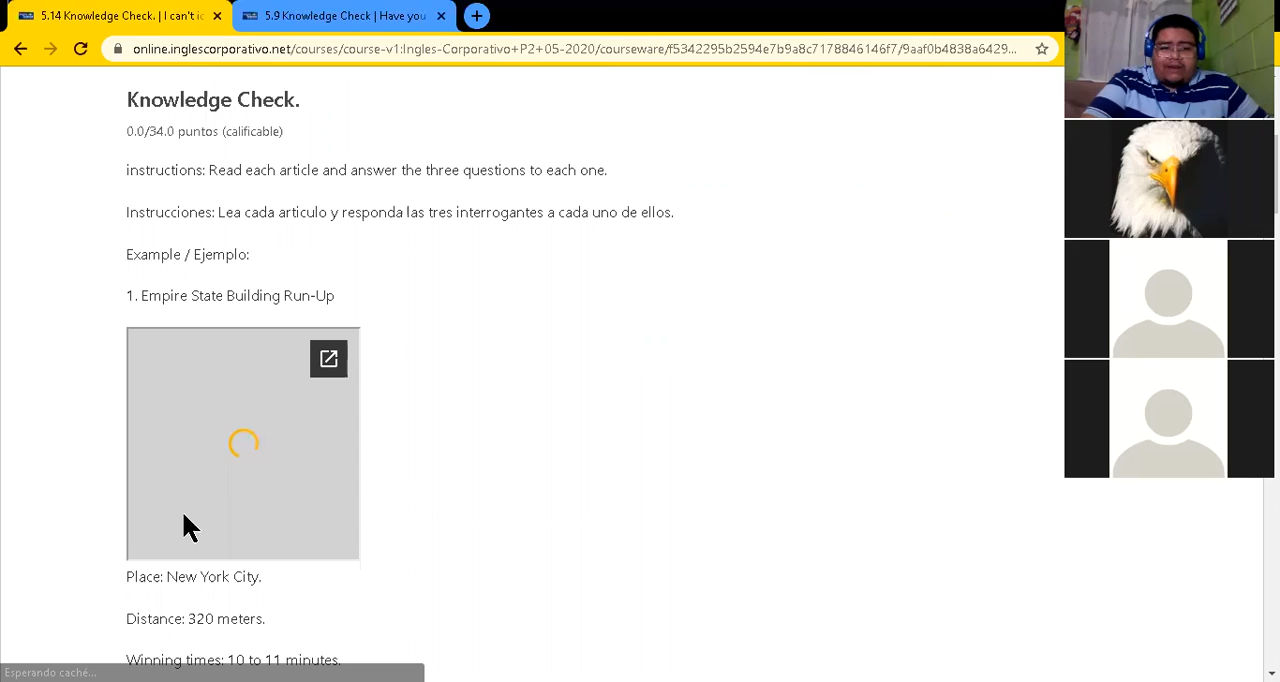 5.14 Knowledge Check. | I can't ic
5.9 Knowledge Check | Have you
online.inglescorporativo.net/courses/course-v1:Ingles-Corporativo+P2+05-2020/courseware/f5342295b2594e7b9a8c7178846146f7/9aaf0b4838a6429...
Knowledge Check.
0.0/34.0 puntos (calificable)
instructions: Read each article and answer the three questions to each one.
Instrucciones: Lea cada articulo y responda las tres interrogantes a cada uno de ellos.
Example / Ejemplo:
1. Empire State Building Run-Up
Place: New York City.
Distance: 320 meters.
Winning times: 10 to 11 minutes.
Esperando caché...